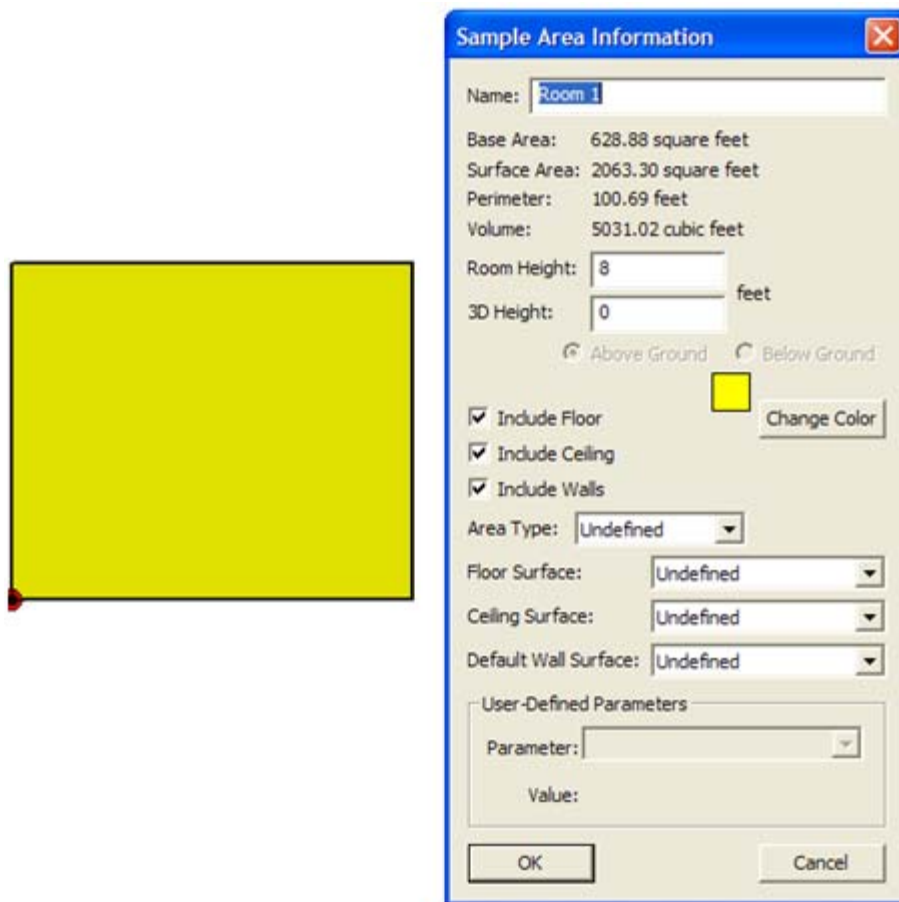 Sample Area Information
Name: Room 1
Base Area: 628.88 square feet
Surface Area: 2063.30 square feet
Perimeter: 100.69 feet
Volume: 5031.02 cubic feet
Room Height: 8
feet
3D Height: 0
Above Ground Below Ground
Include Floor Change Color
Include Ceiling
Include Walls
Area Type: Undefined
Floor Surface: Undefined
Ceiling Surface: Undefined
Default Wall Surface: Undefined
User-Defined Parameters
Parameter:
Value:
OK Cancel